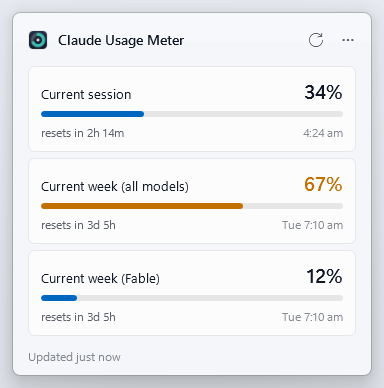 Claude Usage Meter
Current session 34%
resets in 2h 14m 4:24 am
Current week (all models) 67%
resets in 3d 5h Tue 7:10 am
Current week (Fable) 12%
resets in 3d 5h Tue 7:10 am
Updated just now